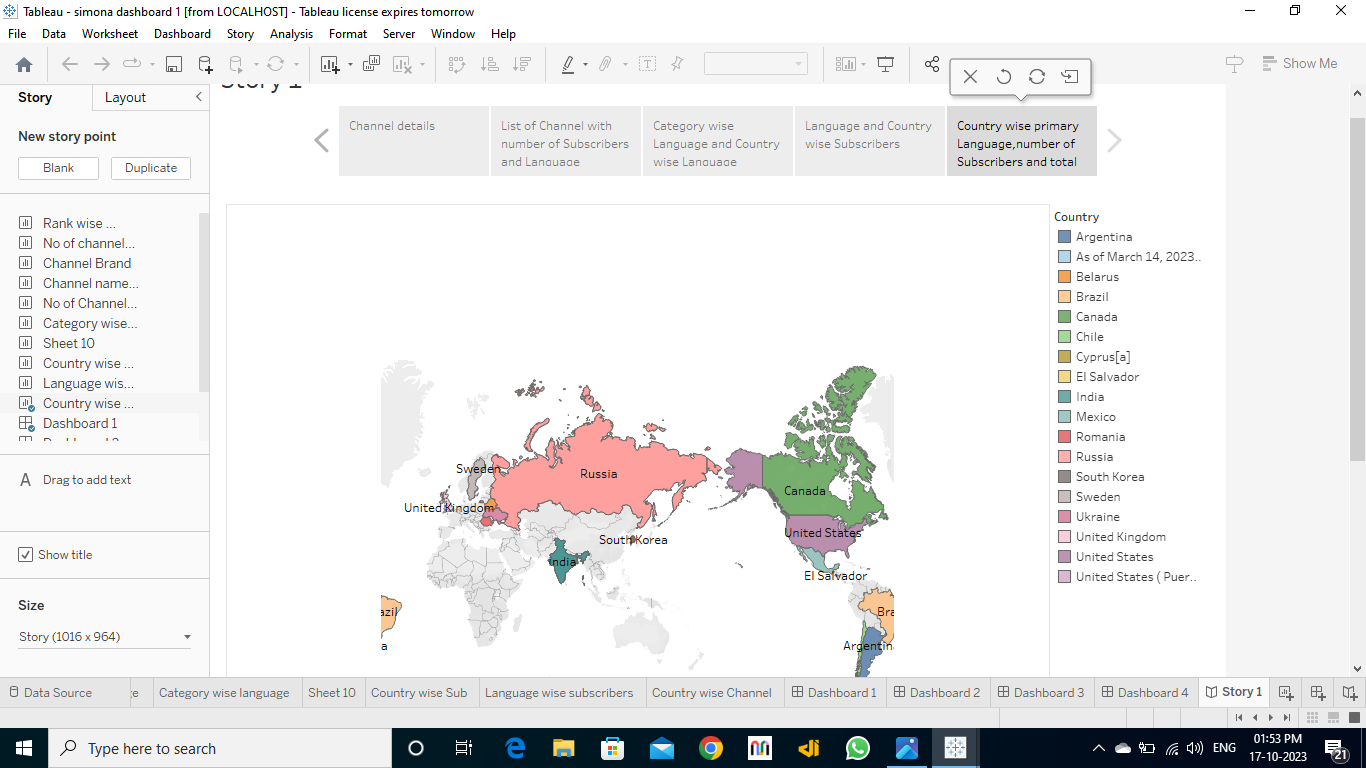 Tableau - simona dashboard 1 [from LOCALHOST] - Tableau license expires tomorrow
File Data Worksheet Dashboard Story Analysis Format Server Window Help
Show Me
Story Layout
New story point
Blank Duplicate
Rank wise ...
No of channel...
Channel Brand
Channel name...
No of Channel...
Category wise...
Sheet 10
Country wise ...
Language wis...
Country wise ...
Dashboard 1
Drag to add text
Show title
Size
Story (1016 x 964)
Story 1
Channel details
List of Channel with
number of Subscribers
and Language
Category wise
Language and Country
wise Language
Language and Country
wise Subscribers
Country wise primary
Language,number of
Subscribers and total
Sweden
Russia
United Kingdom
South Korea
India
Canada
United States
El Salvador
azil
a
Bra
Argentin
Country
Argentina
As of March 14, 2023..
Belarus
Brazil
Canada
Chile
Cyprus[a]
El Salvador
India
Mexico
Romania
Russia
South Korea
Sweden
Ukraine
United Kingdom
United States
United States ( Puer..
Data Source ge Category wise language Sheet 10 Country wise Sub Language wise subscribers Country wise Channel Dashboard 1 Dashboard 2 Dashboard 3 Dashboard 4 Story 1
Type here to search
ENG
01:53 PM
17-10-2023
21